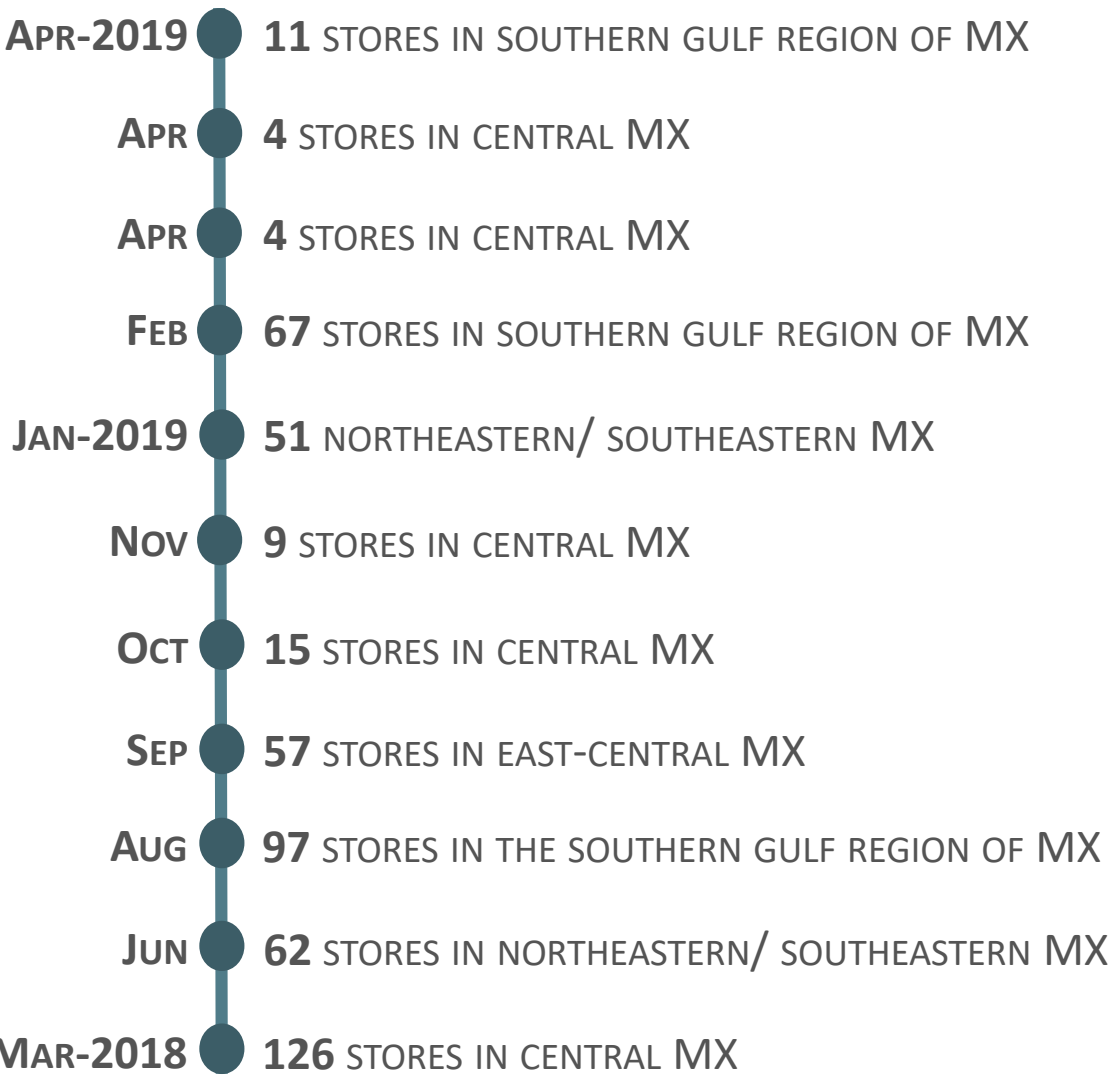 APR-2019 11 STORES IN SOUTHERN GULF REGION OF MX
APR 4 STORES IN CENTRAL MX
APR 4 STORES IN CENTRAL MX
FEB 67 STORES IN SOUTHERN GULF REGION OF MX
JAN-2019 51 NORTHEASTERN/ SOUTHEASTERN MX
NOV 9 STORES IN CENTRAL MX
OCT 15 STORES IN CENTRAL MX
SEP 57 STORES IN EAST-CENTRAL MX
AUG 97 STORES IN THE SOUTHERN GULF REGION OF MX
JUN 62 STORES IN NORTHEASTERN/ SOUTHEASTERN MX
MAR-2018 126 STORES IN CENTRAL MX